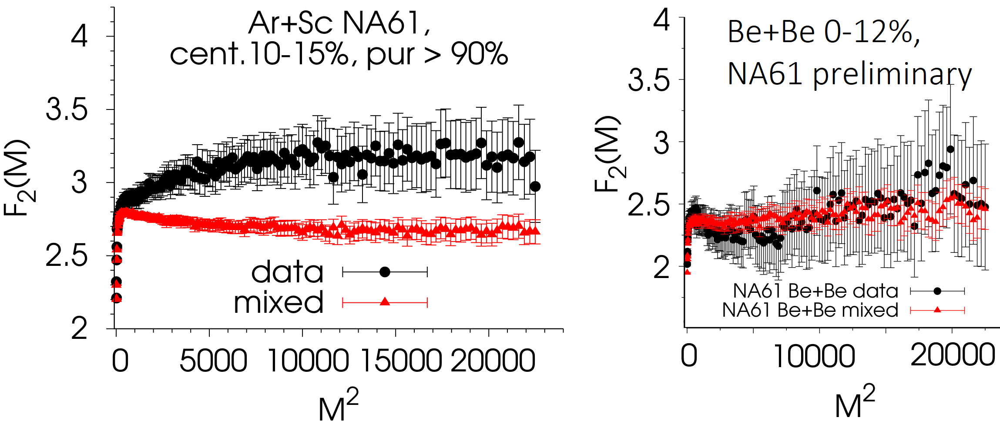 Ar+Sc NA61,
cent.10-15%, pur > 90%
F₂(M)
4
3.5
3
2.5
2
data
mixed
0 5000 10000 15000 20000
M²
Be+Be 0-12%,
NA61 preliminary
F₂(M)
4
3.5
3
2.5
2
NA61 Be+Be data
NA61 Be+Be mixed
0 10000 20000
M²